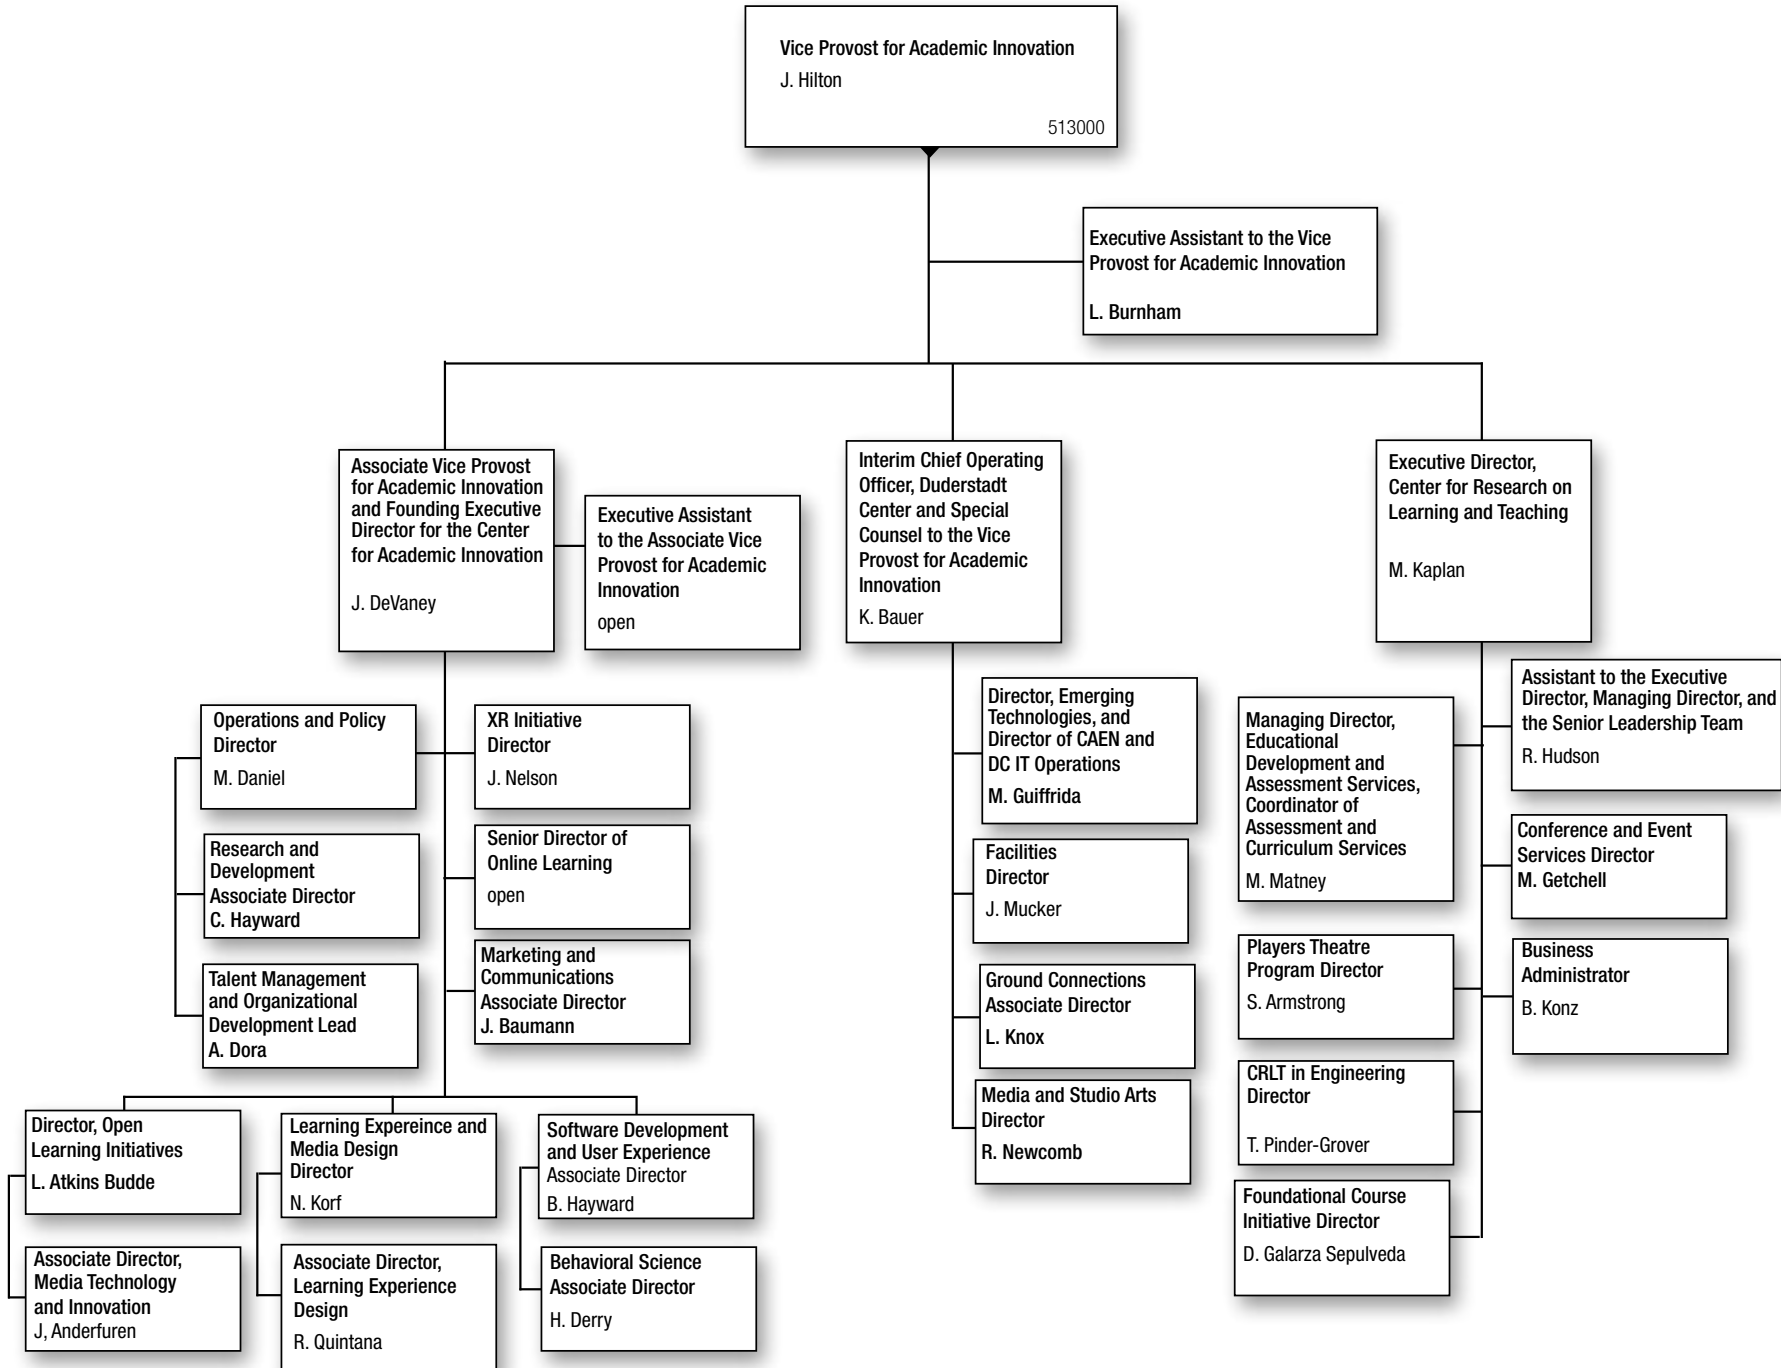 Vice Provost for Academic Innovation
J. Hilton
513000
Executive Assistant to the Vice
Provost for Academic Innovation
L. Burnham
Associate Vice Provost
for Academic Innovation
and Founding Executive
Director for the Center
for Academic Innovation
J. DeVaney
Executive Assistant
to the Associate Vice
Provost for Academic
Innovation
open
Interim Chief Operating
Officer, Duderstadt
Center and Special
Counsel to the Vice
Provost for Academic
Innovation
K. Bauer
Executive Director,
Center for Research on
Learning and Teaching
M. Kaplan
Operations and Policy
Director
M. Daniel
XR Initiative
Director
J. Nelson
Research and
Development
Associate Director
C. Hayward
Senior Director of
Online Learning
open
Talent Management
and Organizational
Development Lead
A. Dora
Marketing and
Communications
Associate Director
J. Baumann
Director, Open
Learning Initiatives
L. Atkins Budde
Learning Expereince and
Media Design
Director
N. Korf
Software Development
and User Experience
Associate Director
B. Hayward
Associate Director,
Media Technology
and Innovation
J, Anderfuren
Associate Director,
Learning Experience
Design
R. Quintana
Behavioral Science
Associate Director
H. Derry
Director, Emerging
Technologies, and
Director of CAEN and
DC IT Operations
M. Guiffrida
Facilities
Director
J. Mucker
Ground Connections
Associate Director
L. Knox
Media and Studio Arts
Director
R. Newcomb
Managing Director,
Educational
Development and
Assessment Services,
Coordinator of
Assessment and
Curriculum Services
M. Matney
Assistant to the Executive
Director, Managing Director, and
the Senior Leadership Team
R. Hudson
Conference and Event
Services Director
M. Getchell
Players Theatre
Program Director
S. Armstrong
Business
Administrator
B. Konz
CRLT in Engineering
Director
T. Pinder-Grover
Foundational Course
Initiative Director
D. Galarza Sepulveda